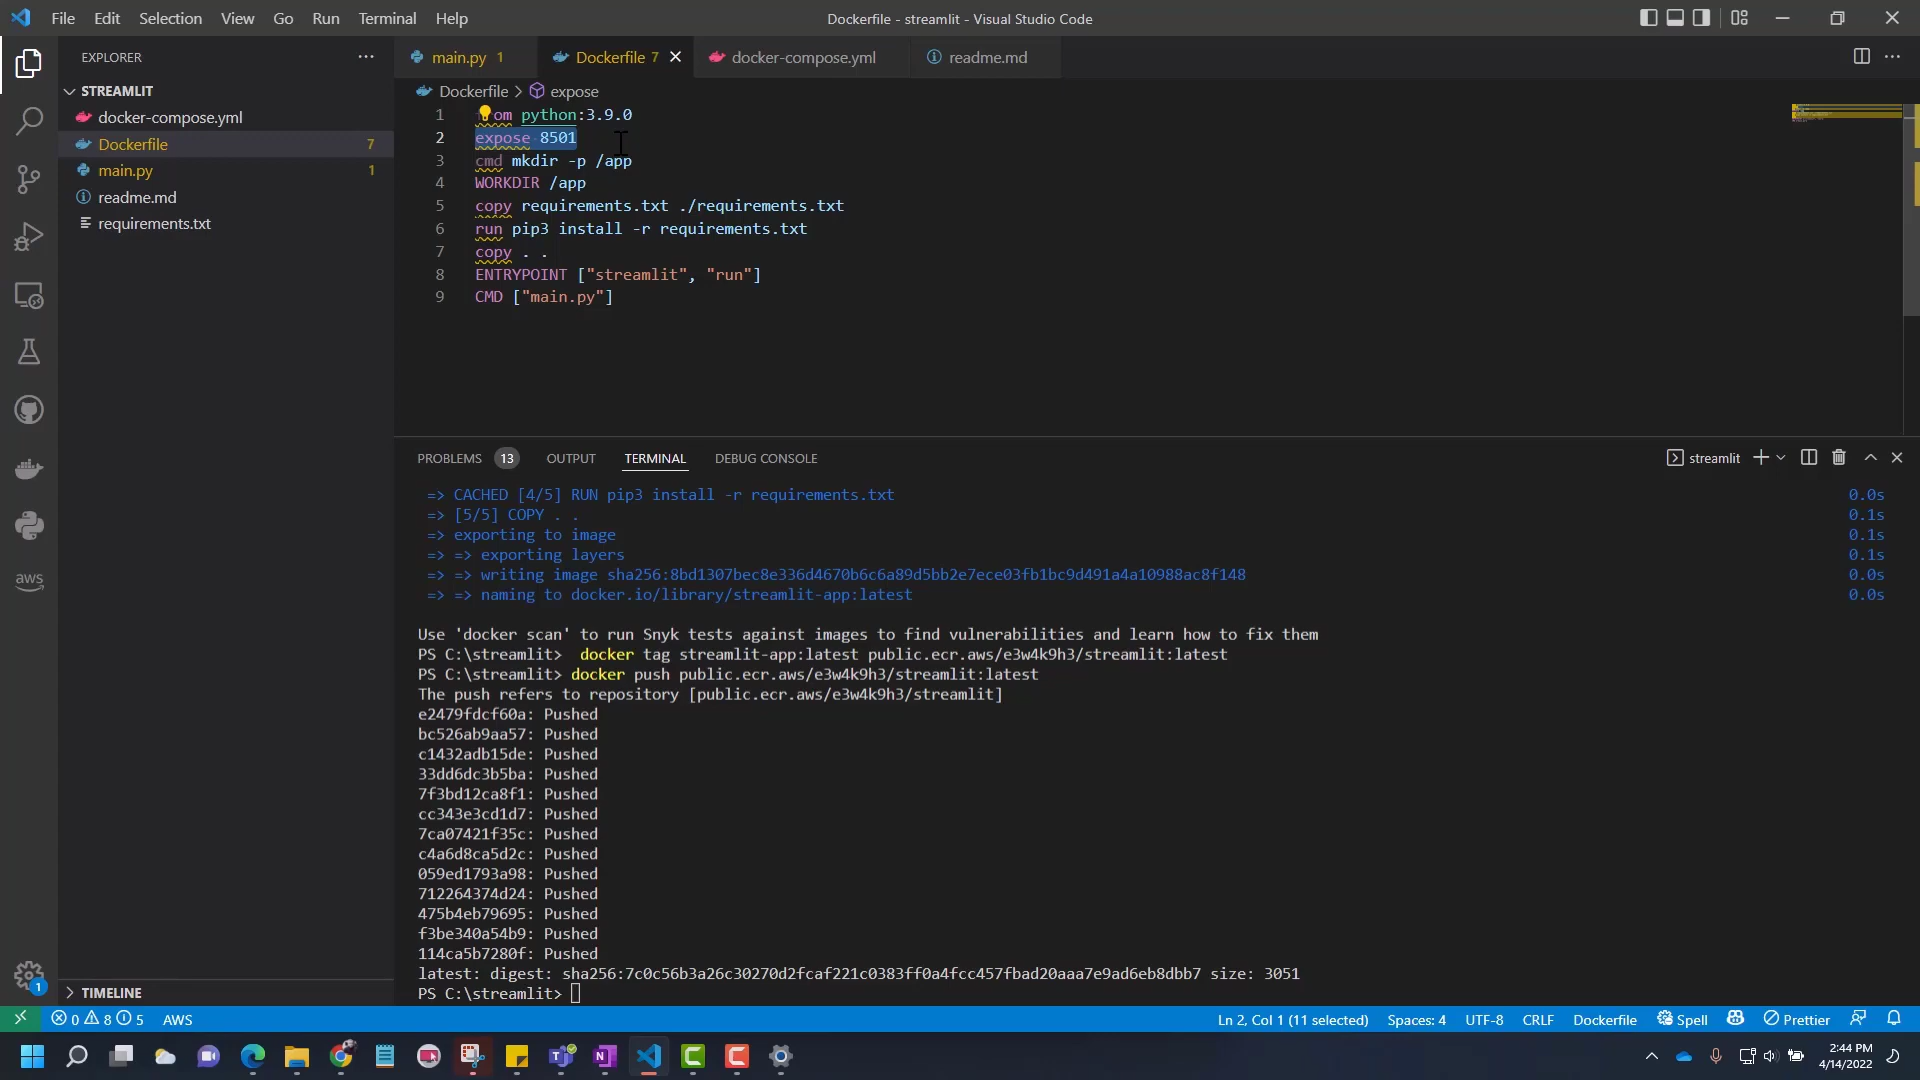 File Edit Selection View Go Run Terminal Help
Dockerfile - streamlit - Visual Studio Code
EXPLORER
STREAMLIT
docker-compose.yml
Dockerfile 7
main.py 1
readme.md
requirements.txt
TIMELINE
main.py 1 Dockerfile 7 docker-compose.yml readme.md
Dockerfile > expose
1 om python:3.9.0
2 expose 8501
3 cmd mkdir -p /app
4 WORKDIR /app
5 copy requirements.txt ./requirements.txt
6 run pip3 install -r requirements.txt
7 copy . .
8 ENTRYPOINT ["streamlit", "run"]
9 CMD ["main.py"]
PROBLEMS 13 OUTPUT TERMINAL DEBUG CONSOLE streamlit
=> CACHED [4/5] RUN pip3 install -r requirements.txt 0.0s
=> [5/5] COPY . . 0.1s
=> exporting to image 0.1s
=> => exporting layers 0.1s
=> => writing image sha256:8bd1307bec8e336d4670b6c6a89d5bb2e7ece03fb1bc9d491a4a10988ac8f148 0.0s
=> => naming to docker.io/library/streamlit-app:latest 0.0s
Use 'docker scan' to run Snyk tests against images to find vulnerabilities and learn how to fix them
PS C:\streamlit> docker tag streamlit-app:latest public.ecr.aws/e3w4k9h3/streamlit:latest
PS C:\streamlit> docker push public.ecr.aws/e3w4k9h3/streamlit:latest
The push refers to repository [public.ecr.aws/e3w4k9h3/streamlit]
e2479fdcf60a: Pushed
bc526ab9aa57: Pushed
c1432adb15de: Pushed
33dd6dc3b5ba: Pushed
7f3bd12ca8f1: Pushed
cc343e3cd1d7: Pushed
7ca07421f35c: Pushed
c4a6d8ca5d2c: Pushed
059ed1793a98: Pushed
712264374d24: Pushed
475b4eb79695: Pushed
f3be340a54b9: Pushed
114ca5b7280f: Pushed
latest: digest: sha256:7c0c56b3a26c30270d2fcaf221c0383ff0a4fcc457fbad20aaa7e9ad6eb8dbb7 size: 3051
PS C:\streamlit>
aws
1
0 8 5 AWS Ln 2, Col 1 (11 selected) Spaces: 4 UTF-8 CRLF Dockerfile Spell Prettier
2:44 PM
4/14/2022